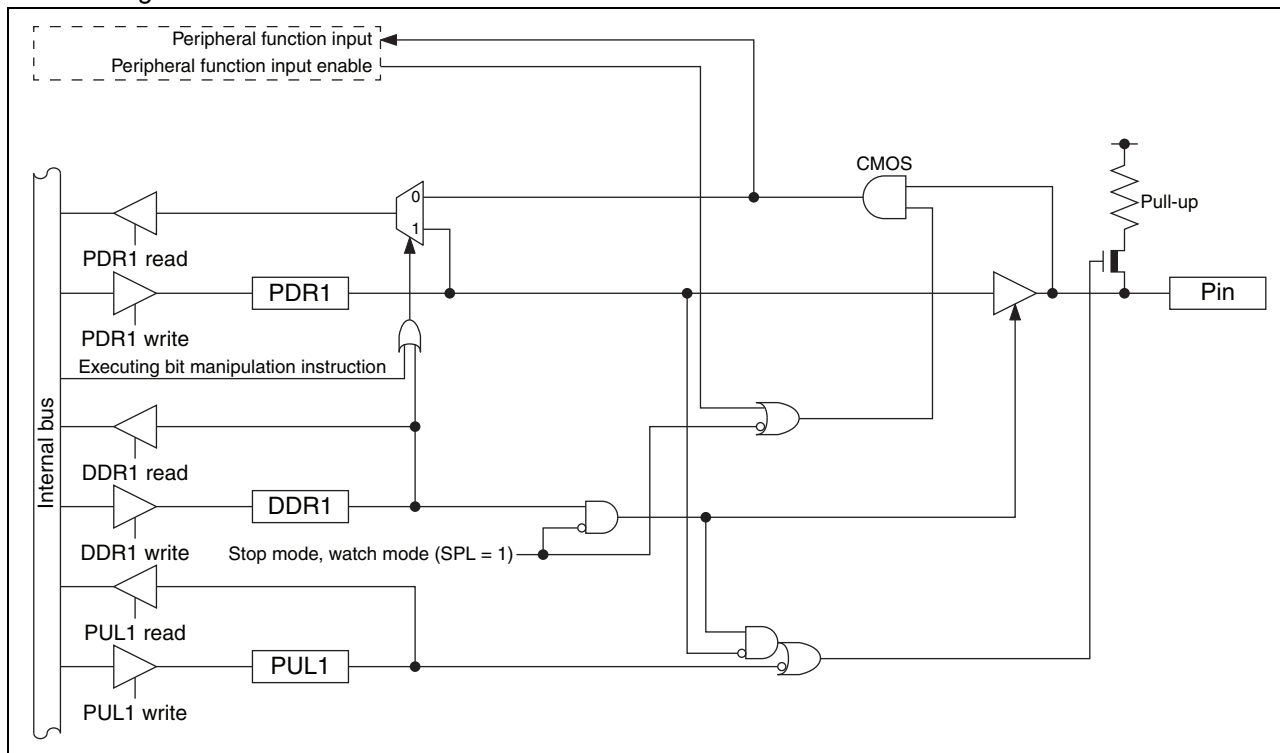 Peripheral function input
Peripheral function input enable
CMOS
0
Pull-up
1
PDR1 read
PDR1
Pin
PDR1 write
Executing bit manipulation instruction
Internal bus
DDR1 read
DDR1
DDR1 write
Stop mode, watch mode (SPL = 1)
PUL1 read
PUL1
PUL1 write